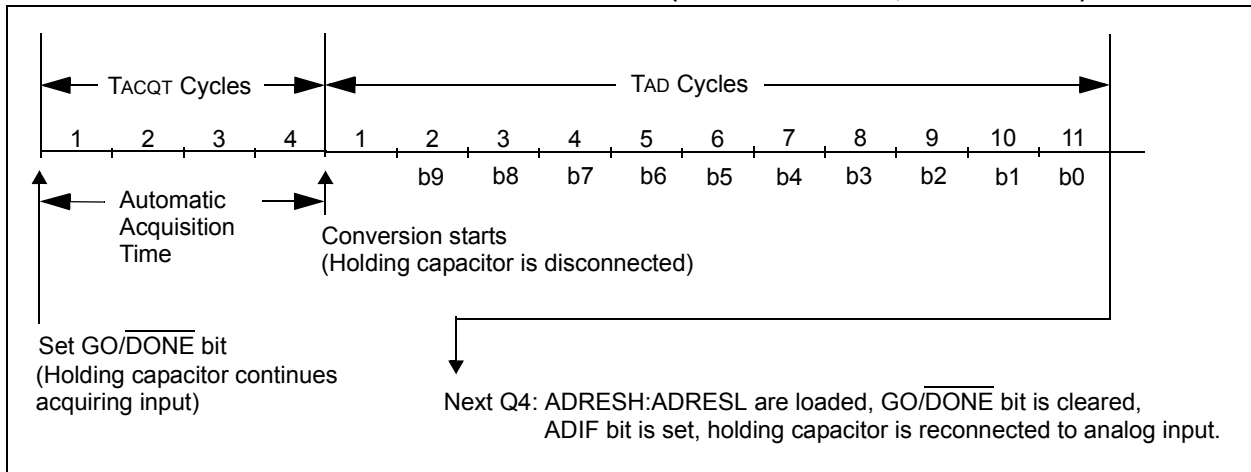 TACQT Cycles
TAD Cycles
1 2 3 4 1 2 3 4 5 6 7 8 9 10 11
b9 b8 b7 b6 b5 b4 b3 b2 b1 b0
Automatic
Acquisition
Time
Conversion starts
(Holding capacitor is disconnected)
Set GO/DONE bit
(Holding capacitor continues
acquiring input)
Next Q4: ADRESH:ADRESL are loaded, GO/DONE bit is cleared,
ADIF bit is set, holding capacitor is reconnected to analog input.